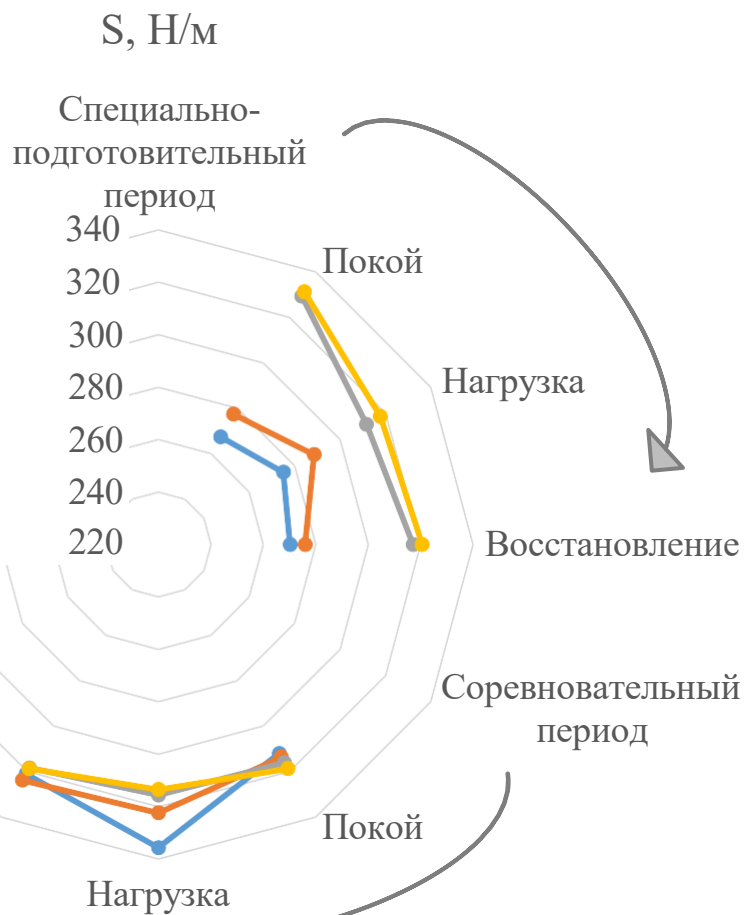 S, Н/м
Специально-
подготовительный
период
340
320
300
280
260
240
220
Покой
Нагрузка
Восстановление
Соревновательный
период
Покой
Нагрузка